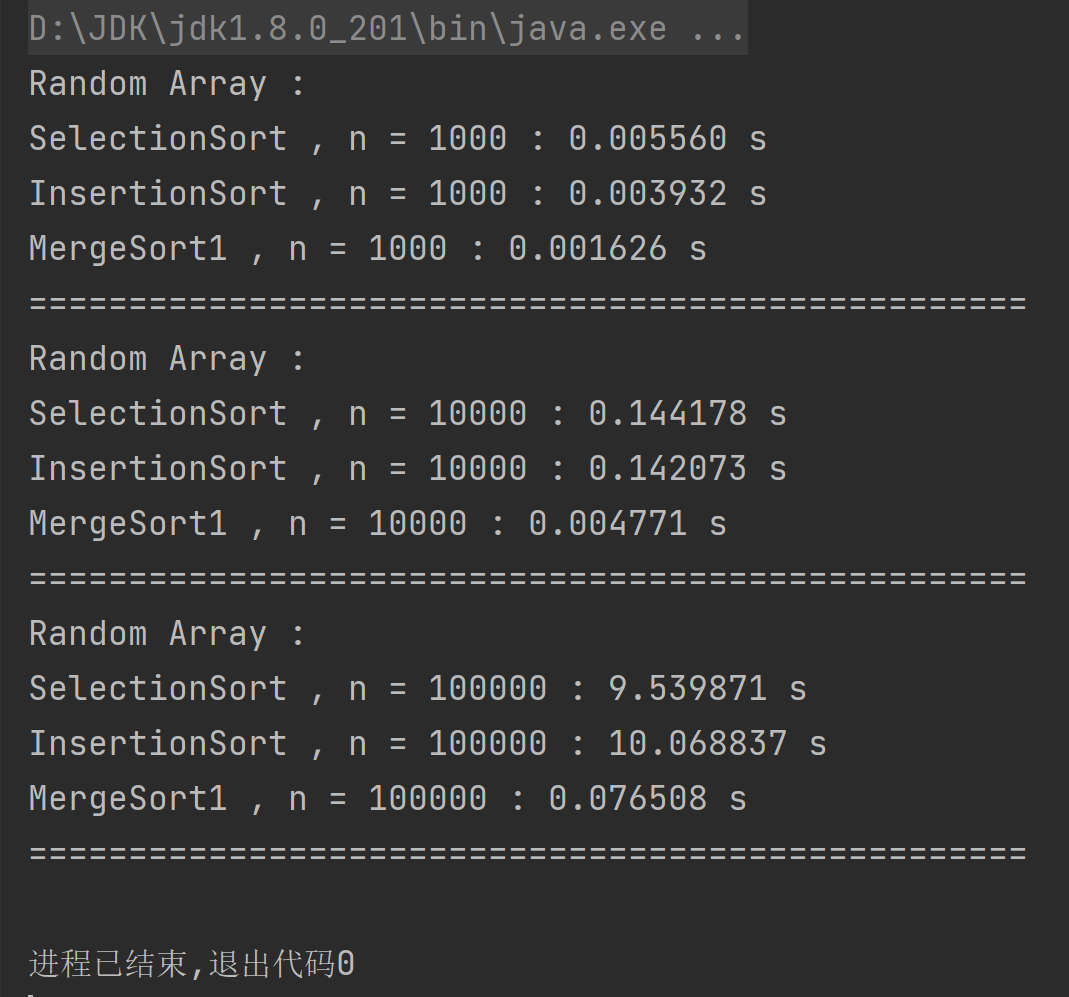 D:\JDK\jdk1.8.0_201\bin\java.exe ...
Random Array :
SelectionSort , n = 1000 : 0.005560 s
InsertionSort , n = 1000 : 0.003932 s
MergeSort1 , n = 1000 : 0.001626 s
==================================================
Random Array :
SelectionSort , n = 10000 : 0.144178 s
InsertionSort , n = 10000 : 0.142073 s
MergeSort1 , n = 10000 : 0.004771 s
==================================================
Random Array :
SelectionSort , n = 100000 : 9.539871 s
InsertionSort , n = 100000 : 10.068837 s
MergeSort1 , n = 100000 : 0.076508 s
==================================================
进程已结束,退出代码0